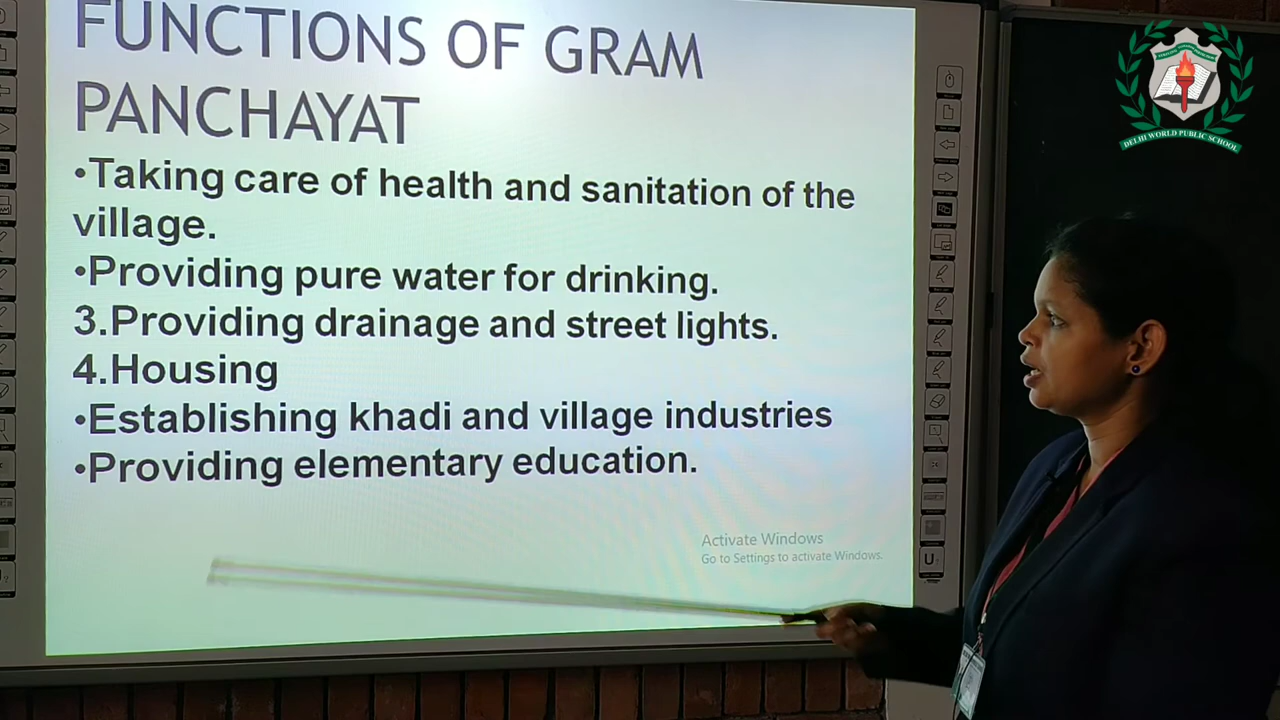 FUNCTIONS OF GRAM
PANCHAYAT
•Taking care of health and sanitation of the
village.
•Providing pure water for drinking.
3.Providing drainage and street lights.
4.Housing
•Establishing khadi and village industries
•Providing elementary education.
Activate Windows
Go to Settings to activate Windows.
DELHI WORLD PUBLIC SCHOOL